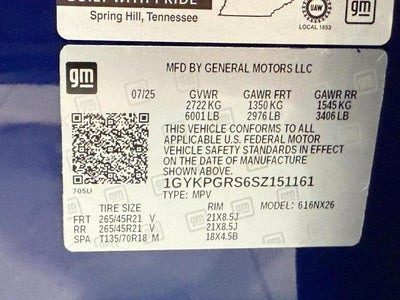 BUILT WITH PRIDE
Spring Hill, Tennessee
UAW
LOCAL 1853
gm
gm
MFD BY GENERAL MOTORS LLC
07/25 GVWR GAWR FRT GAWR RR
2722 KG 1350 KG 1545 KG
6001 LB 2976 LB 3406 LB
THIS VEHICLE CONFORMS TO ALL
APPLICABLE U.S. FEDERAL MOTOR
VEHICLE SAFETY STANDARDS IN EFFECT
ON THE DATE OF MANUFACTURE
SHOWN ABOVE.
705U
1GYKPGRS6SZ151161
TYPE: MPV
TIRE SIZE RIM MODEL: 616NX26
FRT 265/45R21 V 21X8.5J
RR 265/45R21 V 21X8.5J
SPA T135/70R18 M 18X4.5B